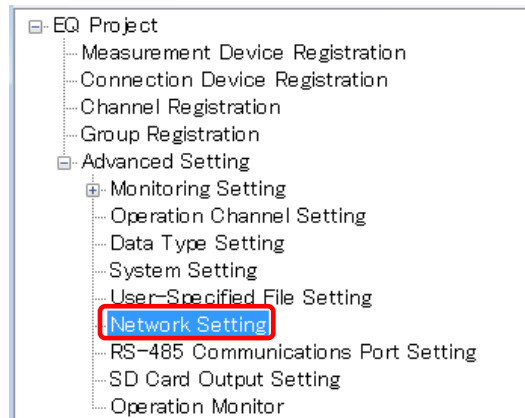 EQ Project
Measurement Device Registration
Connection Device Registration
Channel Registration
Group Registration
Advanced Setting
Monitoring Setting
Operation Channel Setting
Data Type Setting
System Setting
User-Specified File Setting
Network Setting
RS-485 Communications Port Setting
SD Card Output Setting
Operation Monitor